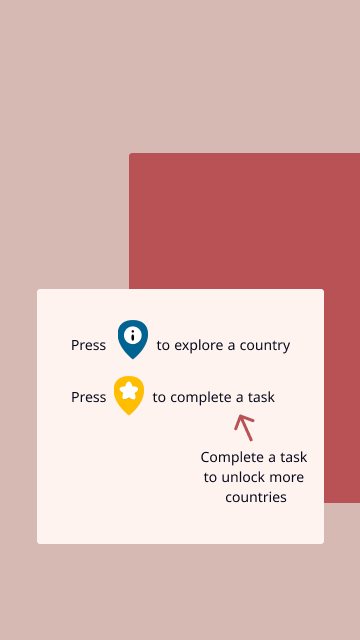 Press to explore a country
Press to complete a task
Complete a task
to unlock more
countries